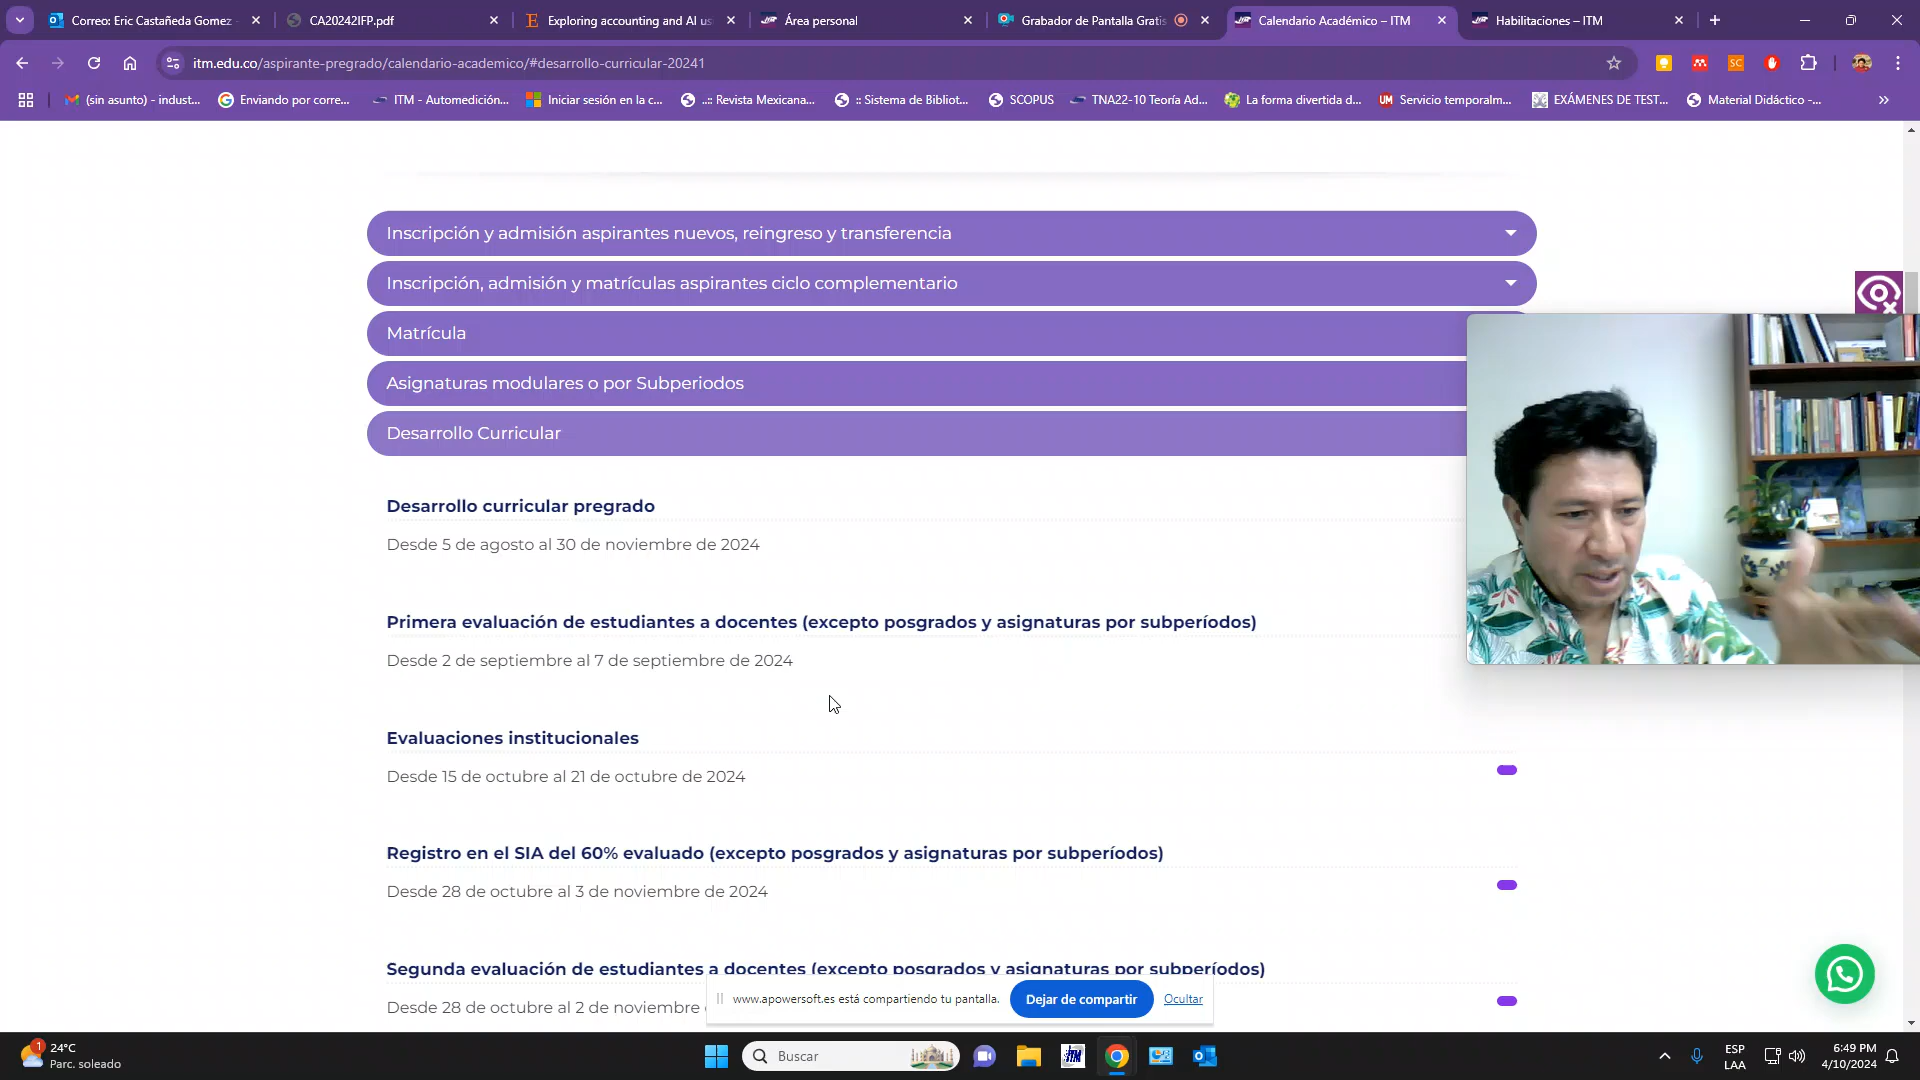 Correo: Eric Castañeda Gomez
CA20242IFP.pdf
Exploring accounting and AI us
Área personal
Grabador de Pantalla Gratis
Calendario Académico – ITM
Habilitaciones – ITM
itm.edu.co/aspirante-pregrado/calendario-academico/#desarrollo-curricular-20241
(sin asunto) - indust...
Enviando por corre...
ITM - Automedición...
Iniciar sesión en la c...
..:: Revista Mexicana...
:: Sistema de Bibliot...
SCOPUS
TNA22-10 Teoría Ad...
La forma divertida d...
UM Servicio temporalm...
EXÁMENES DE TEST...
Material Didáctico -...
Inscripción y admisión aspirantes nuevos, reingreso y transferencia
Inscripción, admisión y matrículas aspirantes ciclo complementario
Matrícula
Asignaturas modulares o por Subperiodos
Desarrollo Curricular
Desarrollo curricular pregrado
Desde 5 de agosto al 30 de noviembre de 2024
Primera evaluación de estudiantes a docentes (excepto posgrados y asignaturas por subperíodos)
Desde 2 de septiembre al 7 de septiembre de 2024
Evaluaciones institucionales
Desde 15 de octubre al 21 de octubre de 2024
Registro en el SIA del 60% evaluado (excepto posgrados y asignaturas por subperíodos)
Desde 28 de octubre al 3 de noviembre de 2024
Segunda evaluación de estudiantes a docentes (excepto posgrados y asignaturas por subperíodos)
Desde 28 de octubre al 2 de noviembre
www.apowersoft.es está compartiendo tu pantalla.
Dejar de compartir
Ocultar
1
24°C
Parc. soleado
Buscar
ITM
ESP
LAA
6:49 PM
4/10/2024